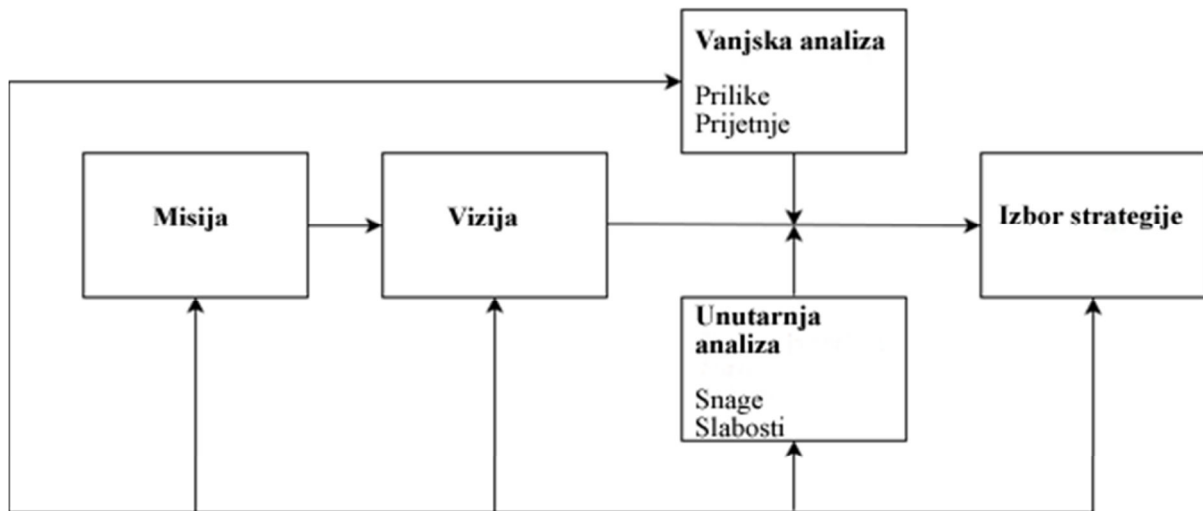 Vanjska analiza
Prilike
Prijetnje
Misija
Vizija
Izbor strategije
Unutarnja
analiza
Snage
Slabosti